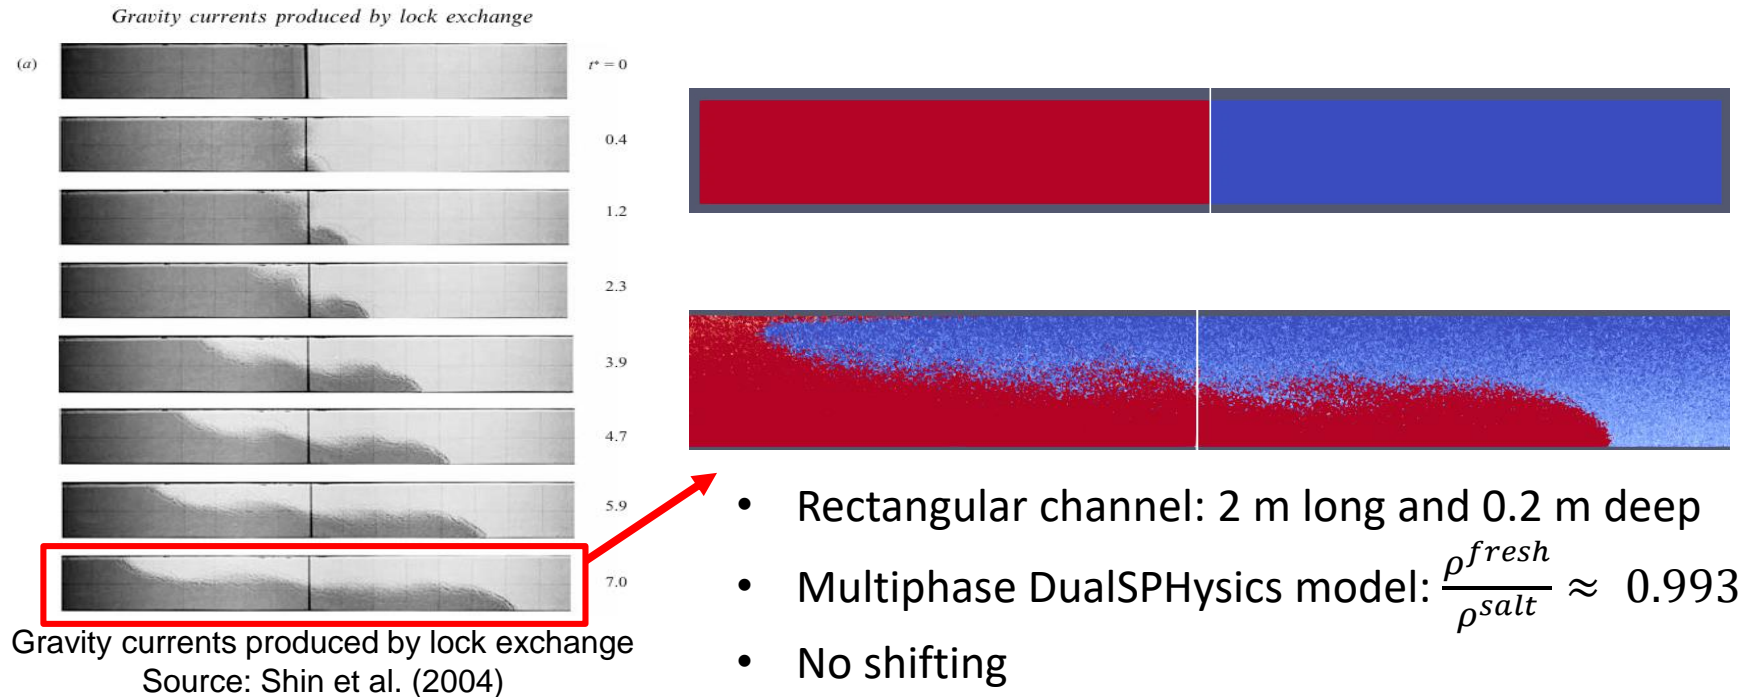 Gravity currents produced by lock exchange
(a)
t* = 0
0.4
1.2
2.3
3.9
4.7
5.9
7.0
Gravity currents produced by lock exchange
Source: Shin et al. (2004)
• Rectangular channel: 2 m long and 0.2 m deep
• Multiphase DualSPHysics model: ρ^fresh / ρ^salt ≈ 0.993
• No shifting